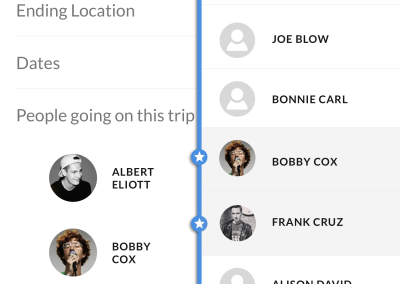 Ending Location
Dates
People going on this trip
ALBERT
ELIOTT
BOBBY
COX
JOE BLOW
BONNIE CARL
BOBBY COX
FRANK CRUZ
ALISON DAVID